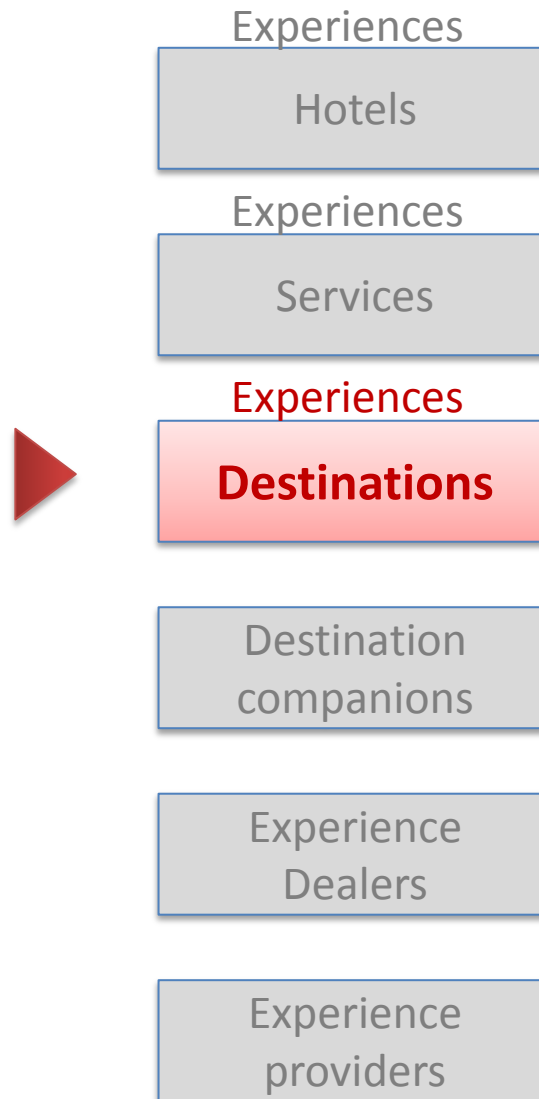 Experiences
Hotels
Experiences
Services
Experiences
Destinations
Destination
companions
Experience
Dealers
Experience
providers